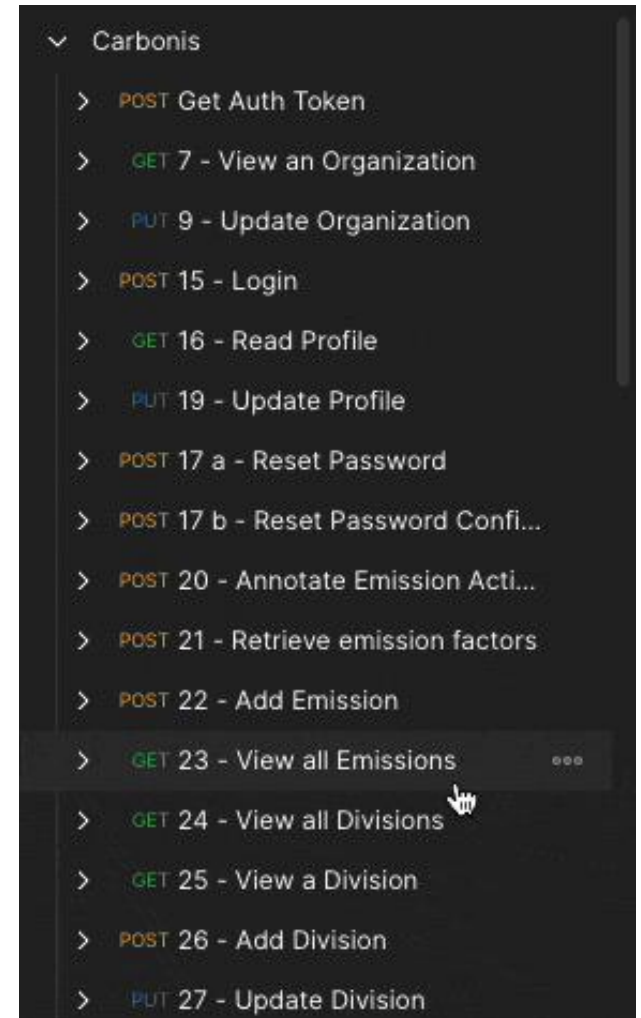 Carbonis
POST Get Auth Token
GET 7 - View an Organization
PUT 9 - Update Organization
POST 15 - Login
GET 16 - Read Profile
PUT 19 - Update Profile
POST 17 a - Reset Password
POST 17 b - Reset Password Confi...
POST 20 - Annotate Emission Acti...
POST 21 - Retrieve emission factors
POST 22 - Add Emission
GET 23 - View all Emissions
GET 24 - View all Divisions
GET 25 - View a Division
POST 26 - Add Division
PUT 27 - Update Division